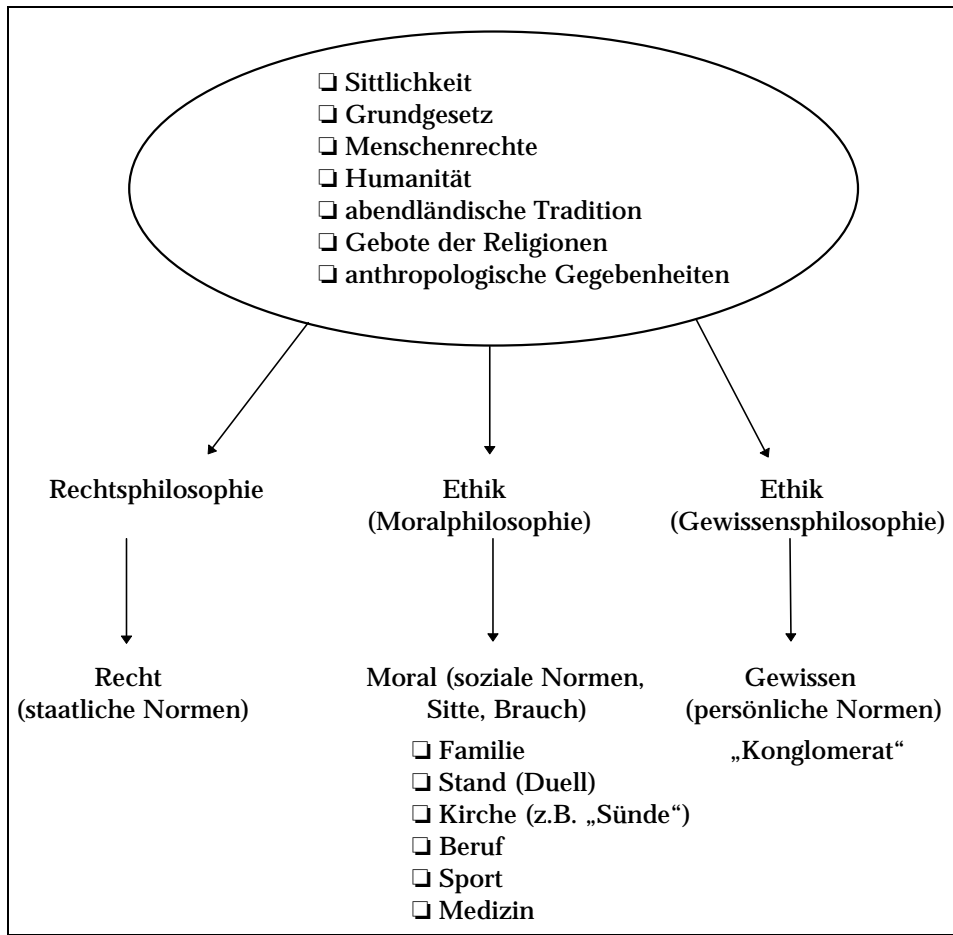 ❏ Sittlichkeit
❏ Grundgesetz
❏ Menschenrechte
❏ Humanität
❏ abendländische Tradition
❏ Gebote der Religionen
❏ anthropologische Gegebenheiten
Rechtsphilosophie
Ethik
(Moralphilosophie)
Ethik
(Gewissensphilosophie)
Recht
(staatliche Normen)
Moral (soziale Normen,
Sitte, Brauch)
❏ Familie
❏ Stand (Duell)
❏ Kirche (z.B. „Sünde“)
❏ Beruf
❏ Sport
❏ Medizin
Gewissen
(persönliche Normen)
„Konglomerat“